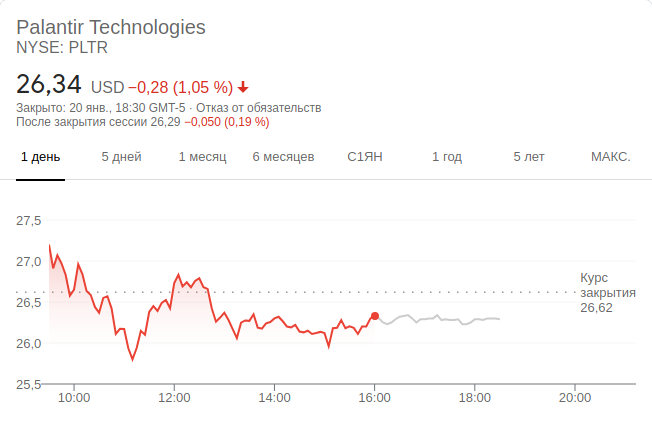 Palantir Technologies
NYSE: PLTR
26,34 USD −0,28 (1,05 %)
Закрыто: 20 янв., 18:30 GMT-5 · Отказ от обязательств
После закрытия сессии 26,29 −0,050 (0,19 %)
1 день 5 дней 1 месяц 6 месяцев С1ЯН 1 год 5 лет МАКС.
27,5
27,0
Курс
закрытия
26,62
26,5
26,0
25,5
10:00 12:00 14:00 16:00 18:00 20:00